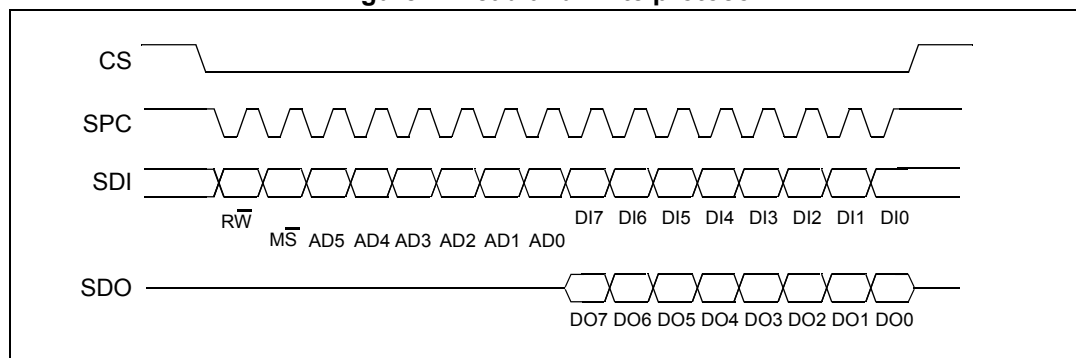 CS
SPC
SDI
DI7 DI6 DI5 DI4 DI3 DI2 DI1 DI0
RW̅
MS̅ AD5 AD4 AD3 AD2 AD1 AD0
SDO
DO7 DO6 DO5 DO4 DO3 DO2 DO1 DO0